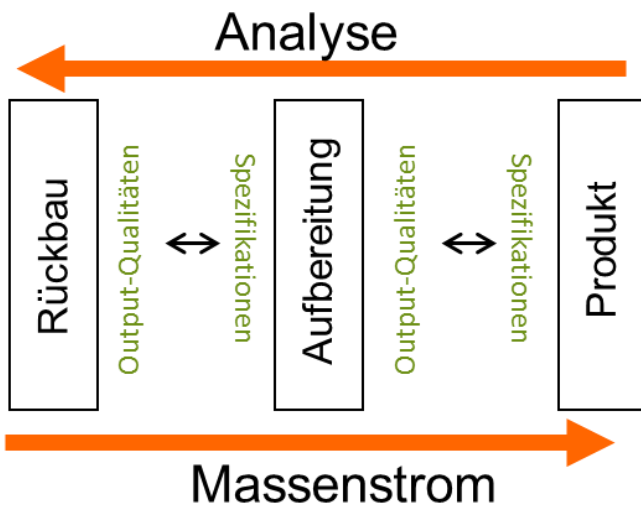 Analyse
Rückbau
Output-Qualitäten
Spezifikationen
Aufbereitung
Output-Qualitäten
Spezifikationen
Produkt
Massenstrom